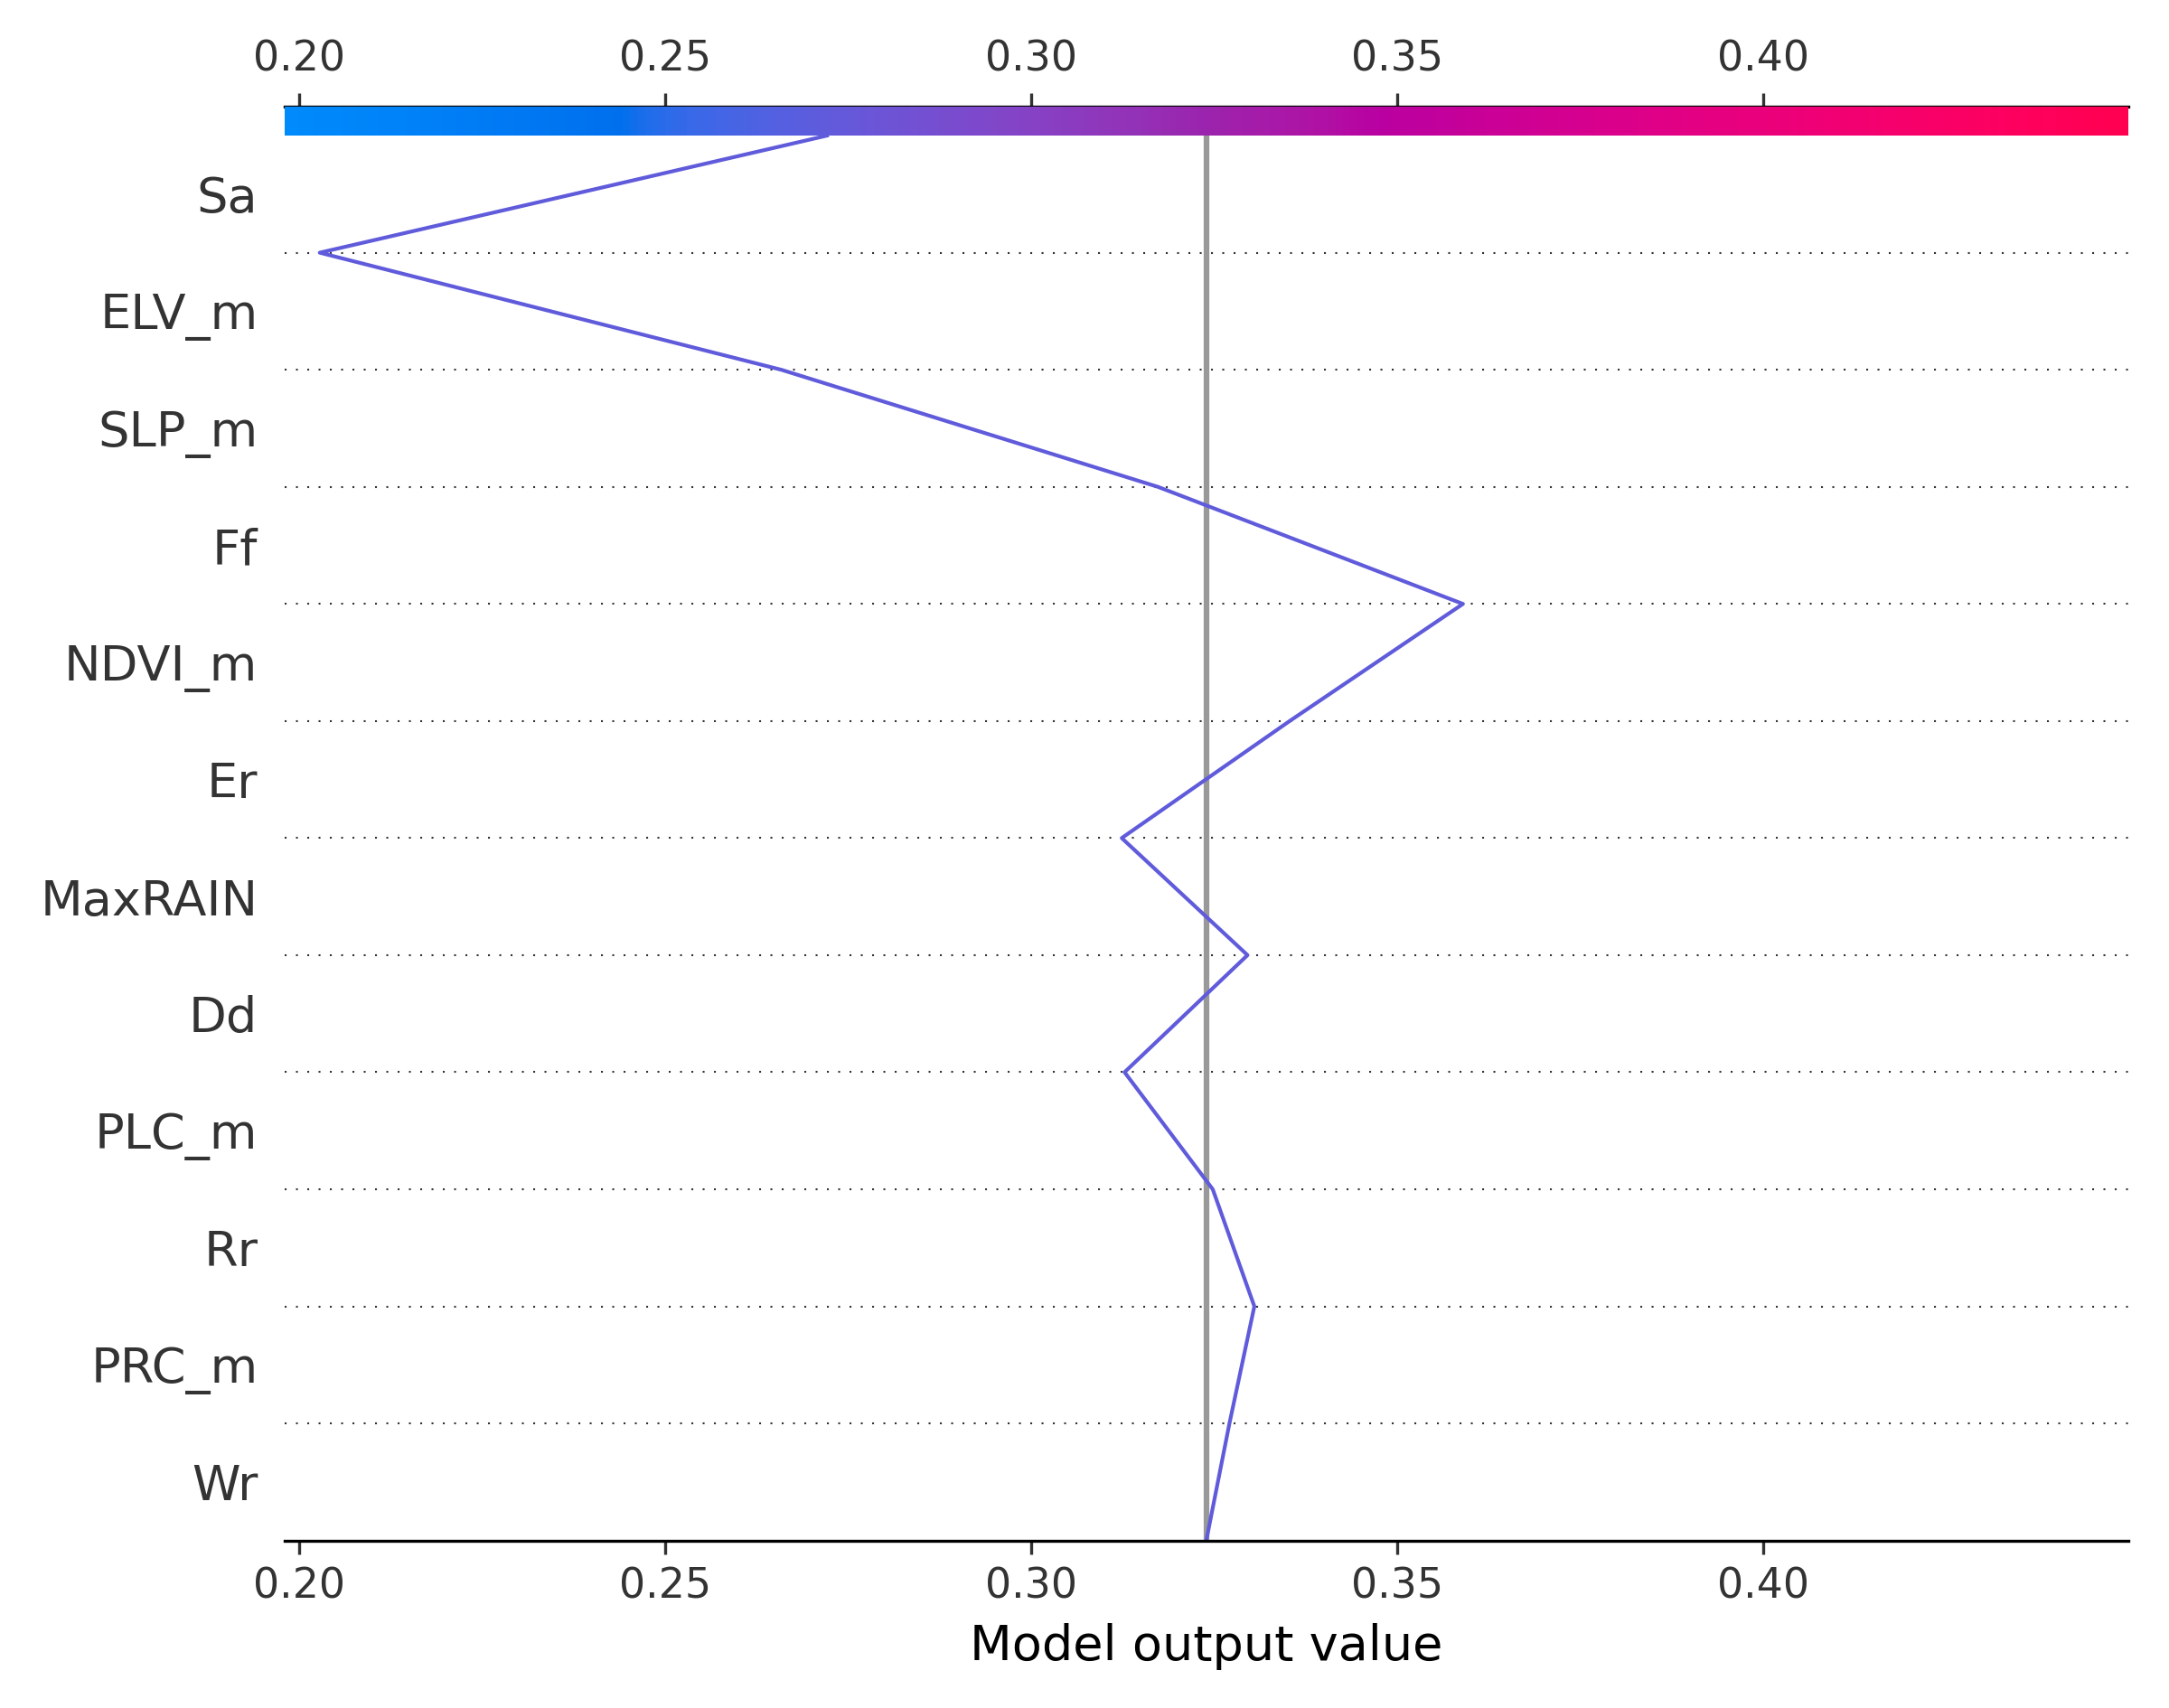 0.20 0.25 0.30 0.35 0.40
Sa
ELV_m
SLP_m
Ff
NDVI_m
Er
MaxRAIN
Dd
PLC_m
Rr
PRC_m
Wr
0.20 0.25 0.30 0.35 0.40
Model output value